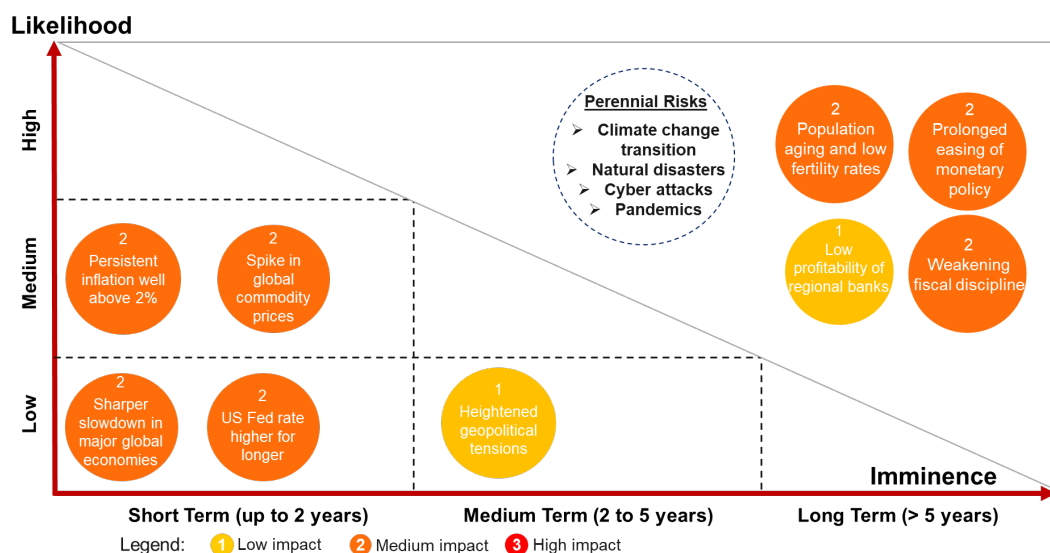 Likelihood
High
Medium
Low
Perennial Risks
➢ Climate change
transition
➢ Natural disasters
➢ Cyber attacks
➢ Pandemics
2
Population
aging and low
fertility rates
2
Prolonged
easing of
monetary
policy
2
Persistent
inflation well
above 2%
2
Spike in
global
commodity
prices
1
Low
profitability of
regional banks
2
Weakening
fiscal discipline
2
Sharper
slowdown in
major global
economies
2
US Fed rate
higher for
longer
1
Heightened
geopolitical
tensions
Imminence
Short Term (up to 2 years)
Medium Term (2 to 5 years)
Long Term (> 5 years)
Legend: 1 Low impact 2 Medium impact 3 High impact